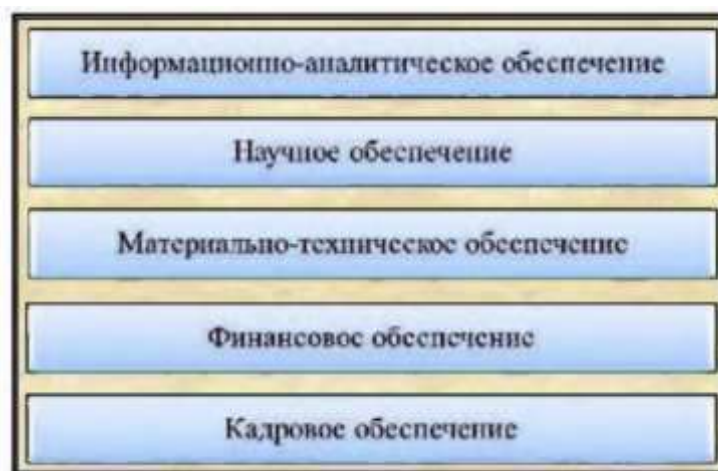 Информационно-аналитическое обеспечение
Научное обеспечение
Материально-техническое обеспечение
Финансовое обеспечение
Кадровое обеспечение